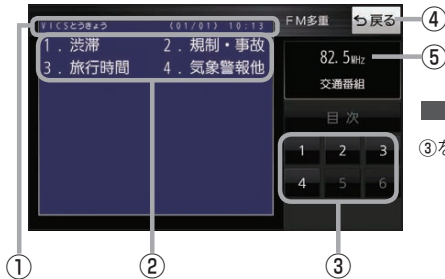 VICSとうきょう (01/01) 10:13
FM多重 戻る
④
1．渋滞 2．規制・事故
3．旅行時間 4．気象警報他
82.5MHz
⑤
交通番組
目次
1 2 3
③を
4 5 6
① ② ③